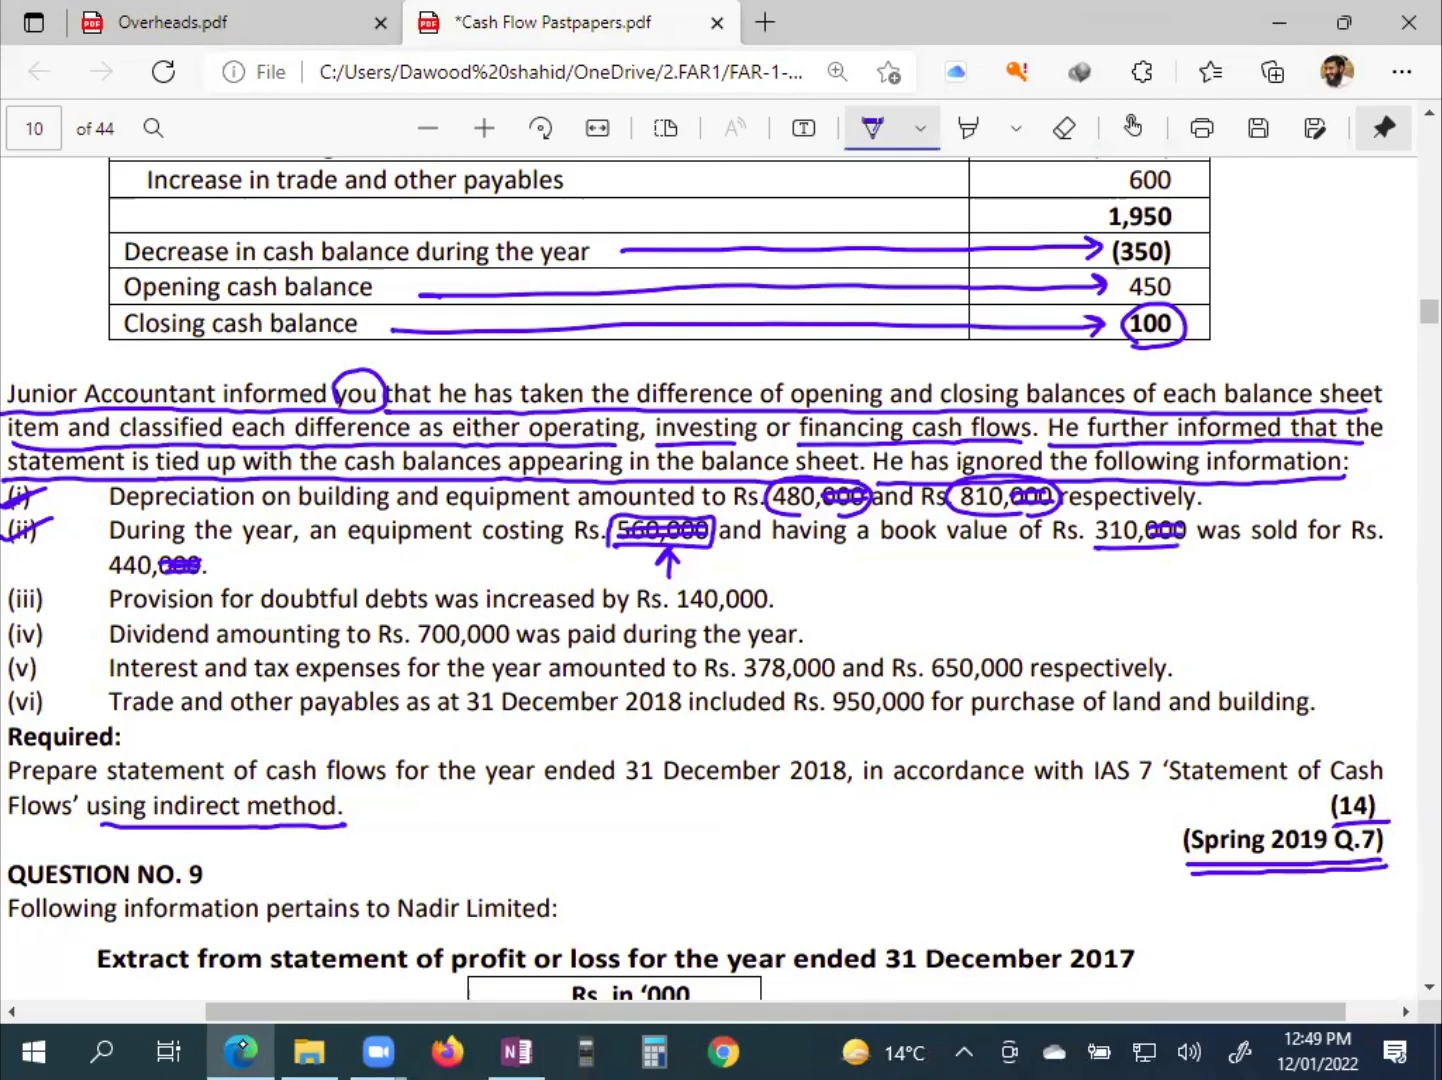 Overheads.pdf
*Cash Flow Pastpapers.pdf
File C:/Users/Dawood%20shahid/OneDrive/2.FAR1/FAR-1-...
10 of 44
Increase in trade and other payables 600
1,950
Decrease in cash balance during the year (350)
Opening cash balance 450
Closing cash balance 100
Junior Accountant informed you that he has taken the difference of opening and closing balances of each balance sheet
item and classified each difference as either operating, investing or financing cash flows. He further informed that the
statement is tied up with the cash balances appearing in the balance sheet. He has ignored the following information:
(i) Depreciation on building and equipment amounted to Rs. 480,000 and Rs. 810,000 respectively.
(ii) During the year, an equipment costing Rs. 560,000 and having a book value of Rs. 310,000 was sold for Rs.
440,000.
(iii) Provision for doubtful debts was increased by Rs. 140,000.
(iv) Dividend amounting to Rs. 700,000 was paid during the year.
(v) Interest and tax expenses for the year amounted to Rs. 378,000 and Rs. 650,000 respectively.
(vi) Trade and other payables as at 31 December 2018 included Rs. 950,000 for purchase of land and building.
Required:
Prepare statement of cash flows for the year ended 31 December 2018, in accordance with IAS 7 ‘Statement of Cash
Flows’ using indirect method. (14)
(Spring 2019 Q.7)
QUESTION NO. 9
Following information pertains to Nadir Limited:
Extract from statement of profit or loss for the year ended 31 December 2017
Rs. in ‘000
14°C
12:49 PM
12/01/2022